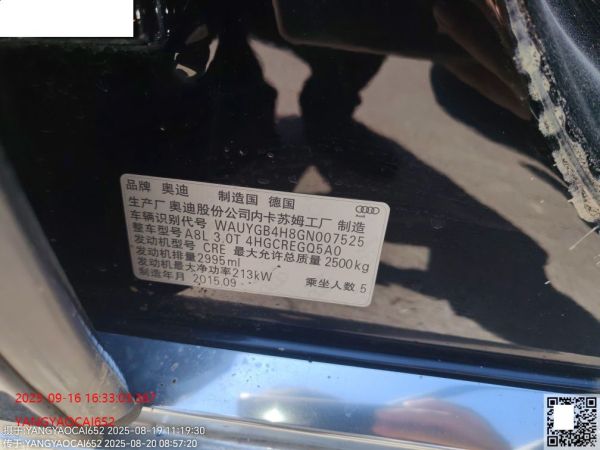 品牌 奥迪 制造国 德国
生产厂 奥迪股份公司内卡苏姆工厂 制造
车辆识别代号 WAUYGB4H8GN007525
整车型号 A8L 3.0T 4HGCREGQ5A0
发动机型号 CRE 最大允许总质量 2500kg
发动机排量 2995ml
发动机最大净功率 213kW 乘坐人数 5
制造年月 2015.09
2025-09-16 16:33:03
YANGYAOCAI652
摄于:YANGYAOCAI652 2025-08-19 11:19:30
传于:YANGYAOCAI652 2025-08-20 08:57:20